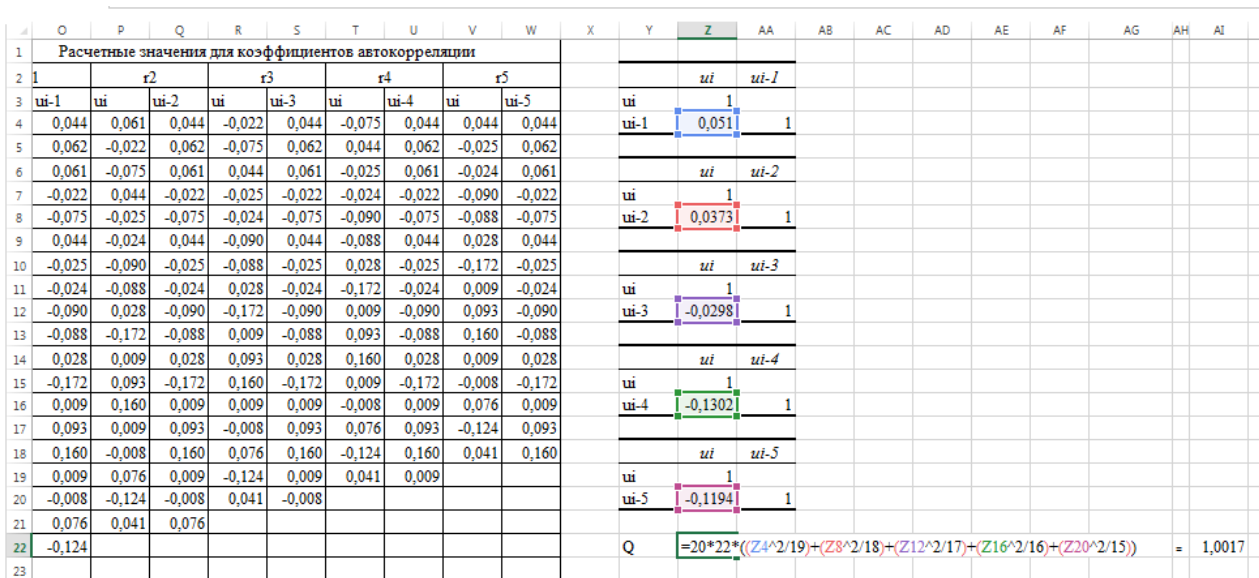 O P Q R S T U V W X Y Z AA AB AC AD AE AF AG AH AI
1 Расчетные значения для коэффициентов автокорреляции
2 1 r2 r3 r4 r5 ui ui-1
3 ui-1 ui ui-2 ui ui-3 ui ui-4 ui ui-5 ui 1
4 0,044 0,061 0,044 -0,022 0,044 -0,075 0,044 0,044 0,044 ui-1 0,051 1
5 0,062 -0,022 0,062 -0,075 0,062 0,044 0,062 -0,025 0,062
6 0,061 -0,075 0,061 0,044 0,061 -0,025 0,061 -0,024 0,061 ui ui-2
7 -0,022 0,044 -0,022 -0,025 -0,022 -0,024 -0,022 -0,090 -0,022 ui 1
8 -0,075 -0,025 -0,075 -0,024 -0,075 -0,090 -0,075 -0,088 -0,075 ui-2 0,0373 1
9 0,044 -0,024 0,044 -0,090 0,044 -0,088 0,044 0,028 0,044
10 -0,025 -0,090 -0,025 -0,088 -0,025 0,028 -0,025 -0,172 -0,025 ui ui-3
11 -0,024 -0,088 -0,024 0,028 -0,024 -0,172 -0,024 0,009 -0,024 ui 1
12 -0,090 0,028 -0,090 -0,172 -0,090 0,009 -0,090 0,093 -0,090 ui-3 -0,0298 1
13 -0,088 -0,172 -0,088 0,009 -0,088 0,093 -0,088 0,160 -0,088
14 0,028 0,009 0,028 0,093 0,028 0,160 0,028 0,009 0,028 ui ui-4
15 -0,172 0,093 -0,172 0,160 -0,172 0,009 -0,172 -0,008 -0,172 ui 1
16 0,009 0,160 0,009 0,009 0,009 -0,008 0,009 0,076 0,009 ui-4 -0,1302 1
17 0,093 0,009 0,093 -0,008 0,093 0,076 0,093 -0,124 0,093
18 0,160 -0,008 0,160 0,076 0,160 -0,124 0,160 0,041 0,160 ui ui-5
19 0,009 0,076 0,009 -0,124 0,009 0,041 0,009 ui 1
20 -0,008 -0,124 -0,008 0,041 -0,008 ui-5 -0,1194 1
21 0,076 0,041 0,076
22 -0,124 Q =20*22*((Z4^2/19)+(Z8^2/18)+(Z12^2/17)+(Z16^2/16)+(Z20^2/15)) = 1,0017
23